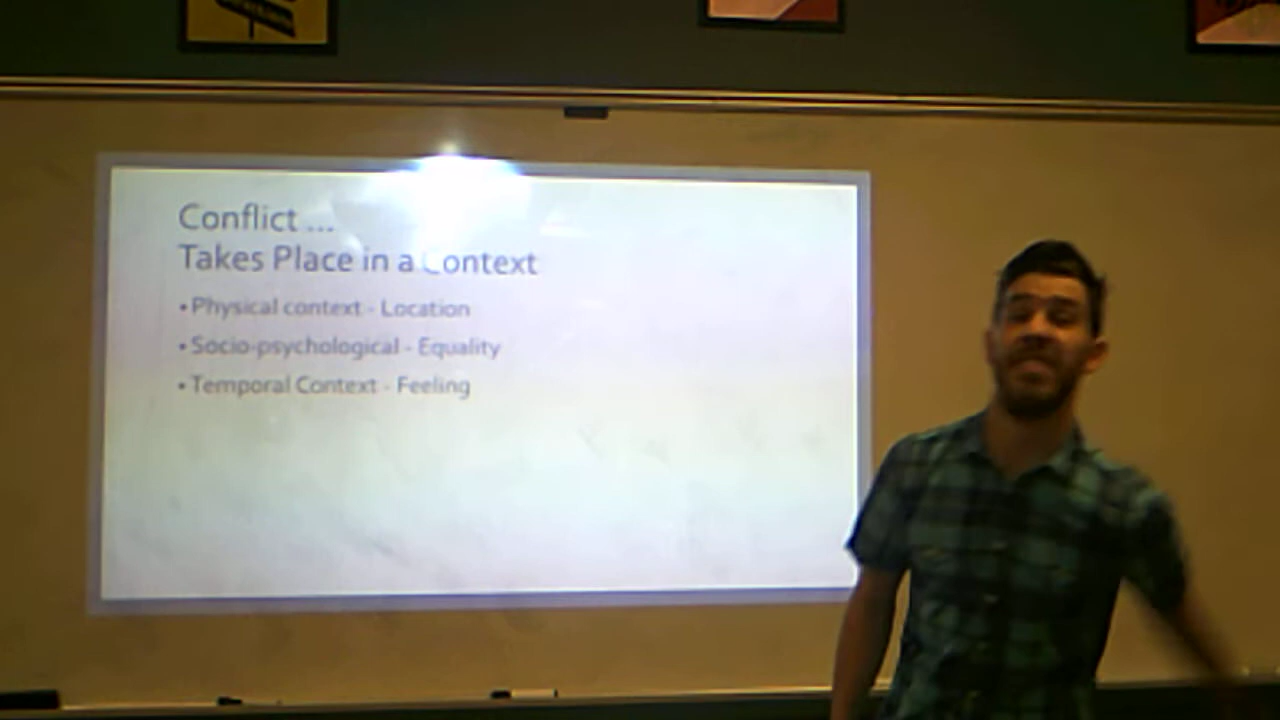 Conflict ...
Takes Place in a Context
• Physical context - Location
• Socio-psychological - Equality
• Temporal Context - Feeling